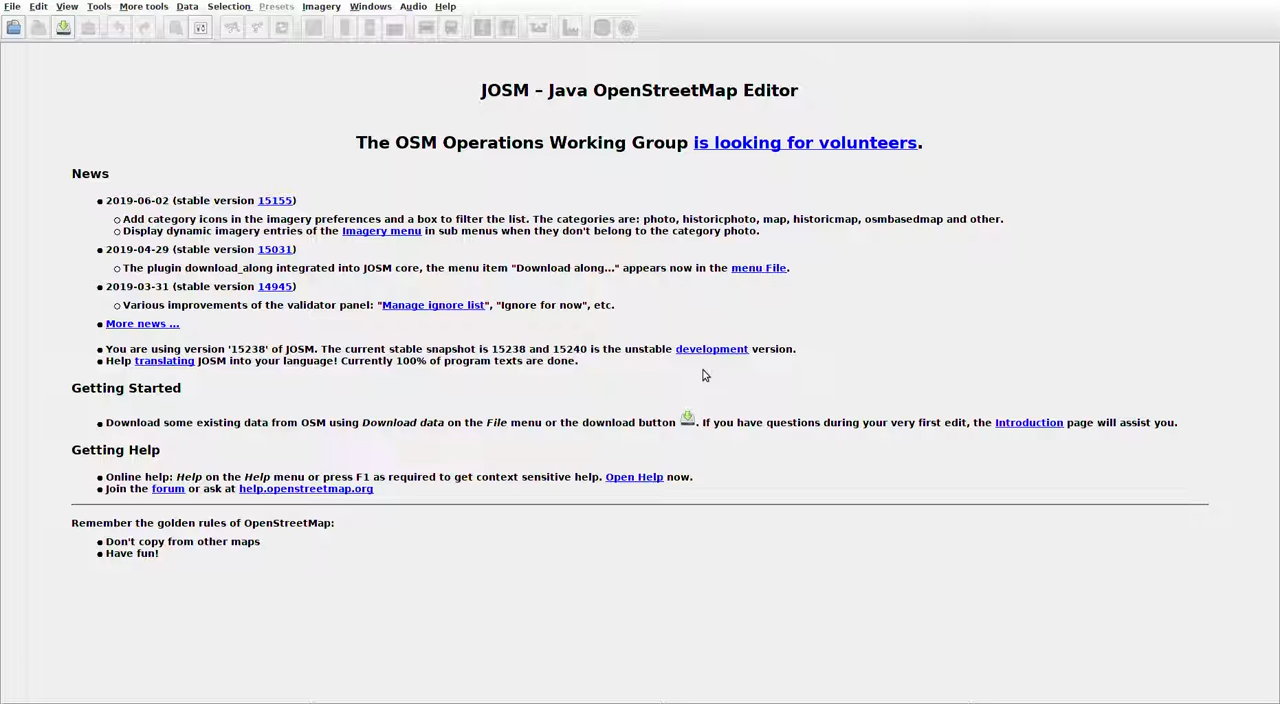 File Edit View Tools More tools Data Selection Presets Imagery Windows Audio Help
JOSM – Java OpenStreetMap Editor
The OSM Operations Working Group is looking for volunteers.
News
2019-06-02 (stable version 15155)
Add category icons in the imagery preferences and a box to filter the list. The categories are: photo, historicphoto, map, historicmap, osmbasedmap and other.
Display dynamic imagery entries of the Imagery menu in sub menus when they don't belong to the category photo.
2019-04-29 (stable version 15031)
The plugin download_along integrated into JOSM core, the menu item "Download along..." appears now in the menu File.
2019-03-31 (stable version 14945)
Various improvements of the validator panel: "Manage ignore list", "Ignore for now", etc.
More news ...
You are using version '15238' of JOSM. The current stable snapshot is 15238 and 15240 is the unstable development version.
Help translating JOSM into your language! Currently 100% of program texts are done.
Getting Started
Download some existing data from OSM using Download data on the File menu or the download button . If you have questions during your very first edit, the Introduction page will assist you.
Getting Help
Online help: Help on the Help menu or press F1 as required to get context sensitive help. Open Help now.
Join the forum or ask at help.openstreetmap.org
Remember the golden rules of OpenStreetMap:
Don't copy from other maps
Have fun!